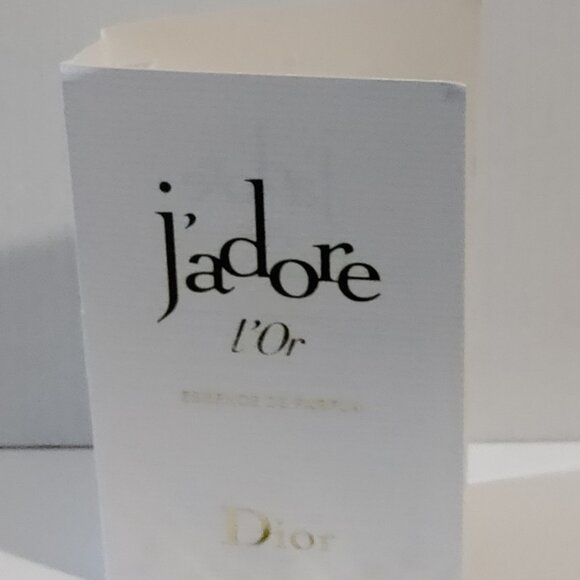 j'adore
l'Or
ESSENCE DE PARFUM
Dior